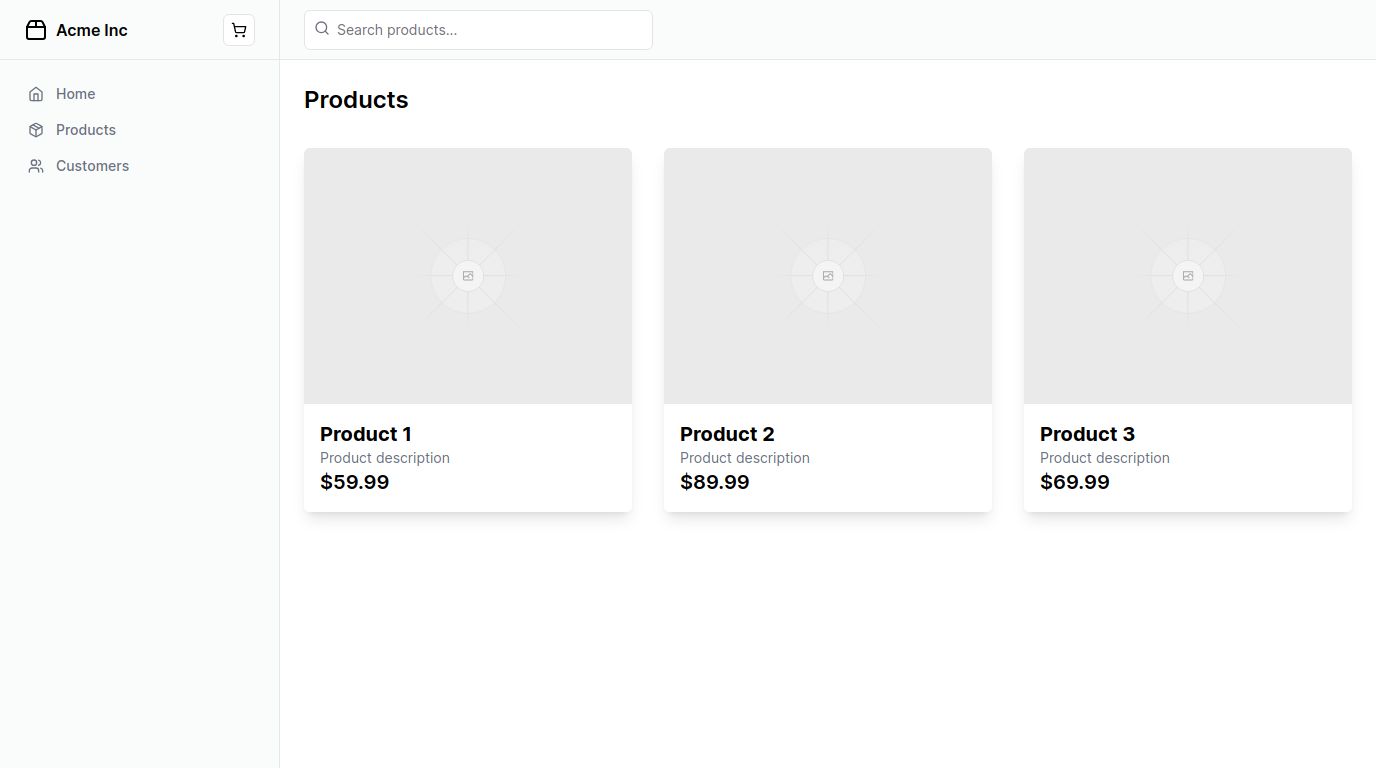 Acme Inc
Search products...
Home
Products
Customers
Products
Product 1
Product description
$59.99
Product 2
Product description
$89.99
Product 3
Product description
$69.99